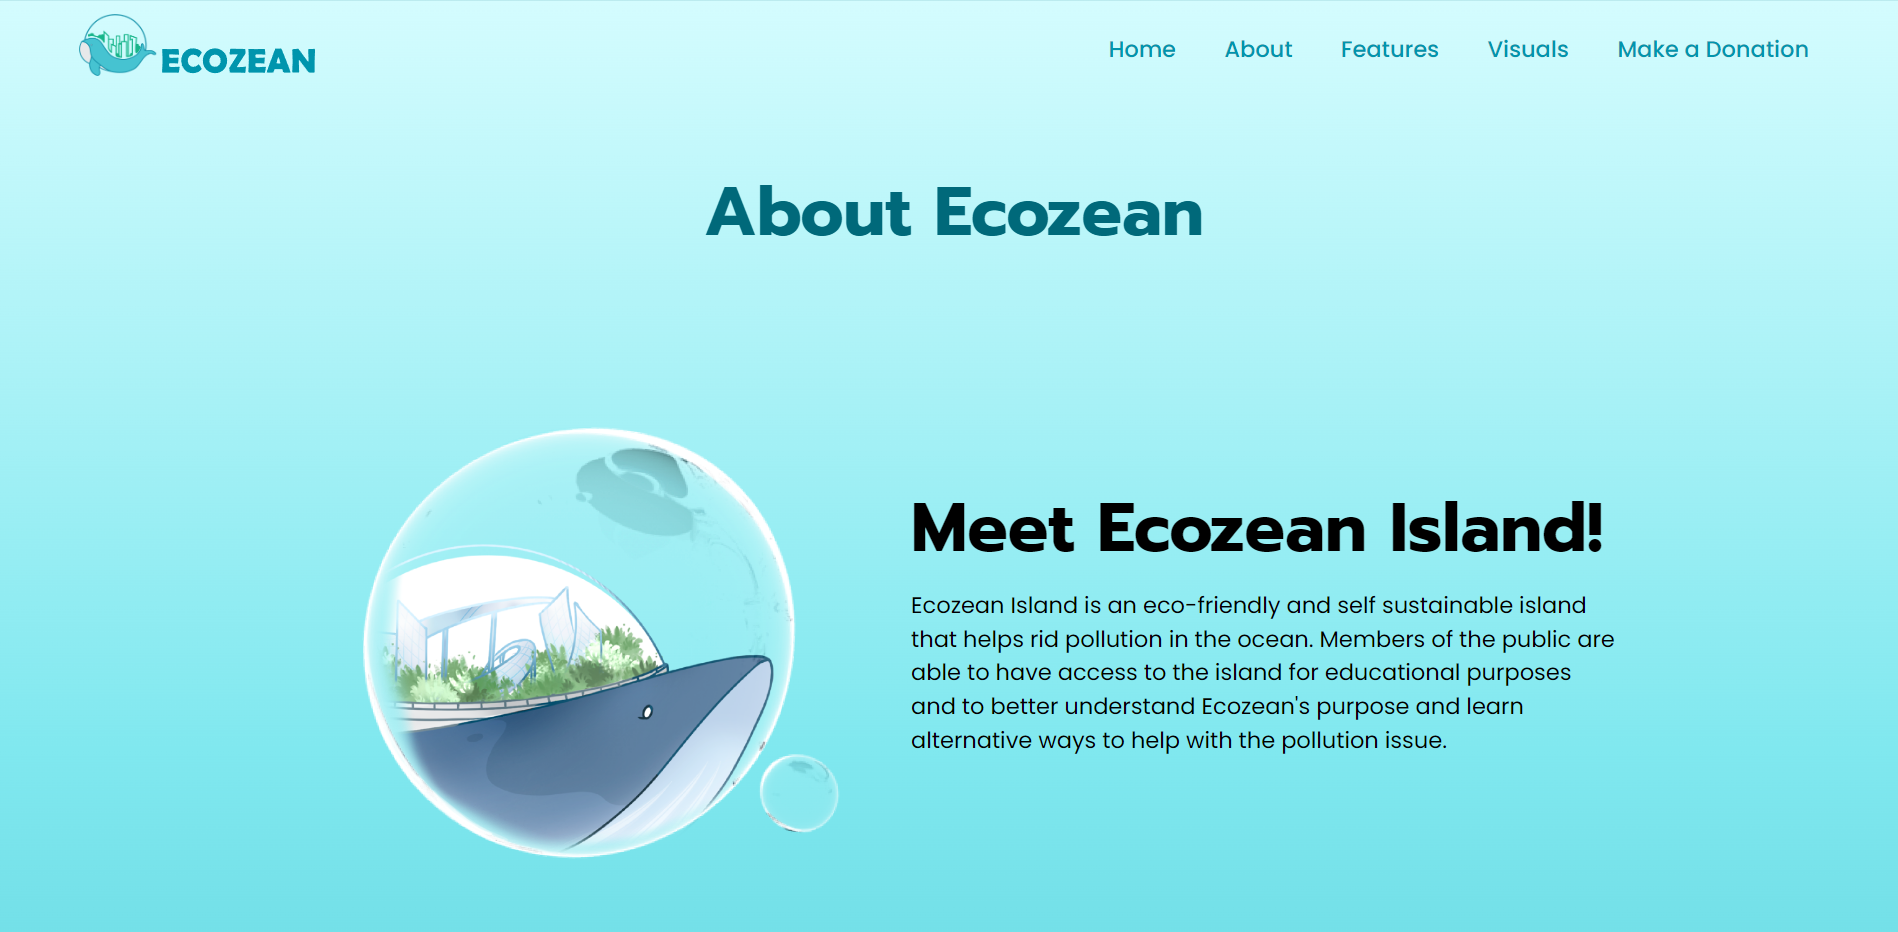 ECOZEAN
Home About Features Visuals Make a Donation
About Ecozean
Meet Ecozean Island!
Ecozean Island is an eco-friendly and self sustainable island
that helps rid pollution in the ocean. Members of the public are
able to have access to the island for educational purposes
and to better understand Ecozean's purpose and learn
alternative ways to help with the pollution issue.